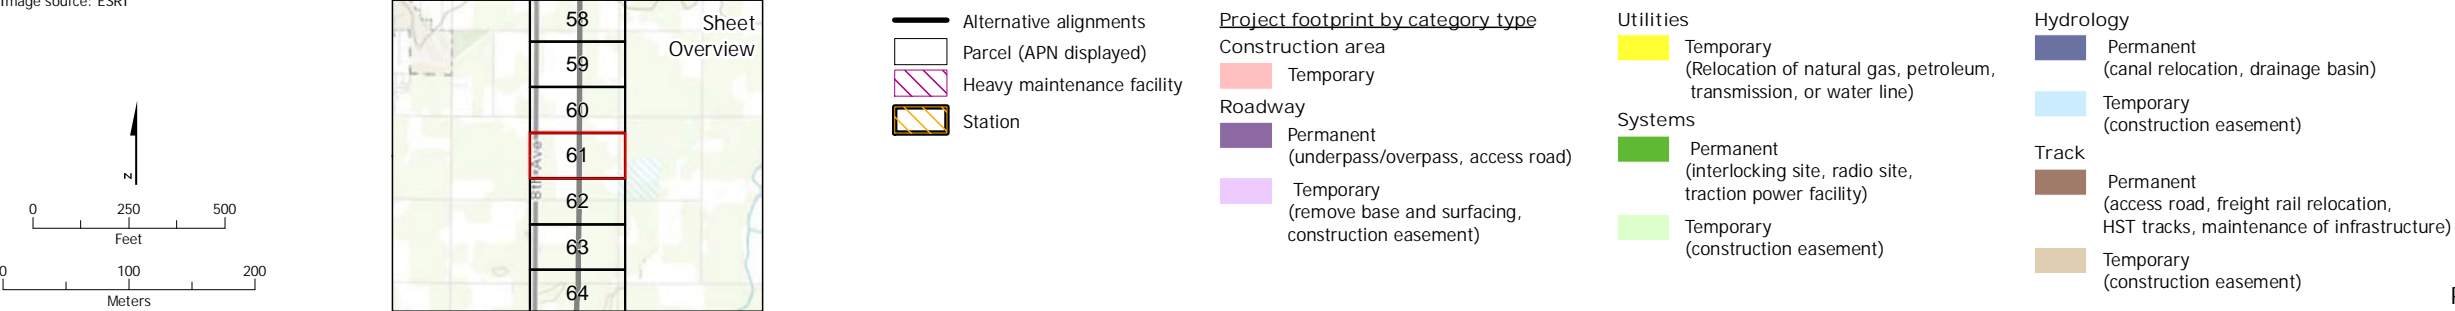 Image source: ESRI
N
0 250 500
Feet
0 100 200
Meters
Sheet
Overview
58
59
60
61
62
63
64
8th Ave
Alternative alignments
Parcel (APN displayed)
Heavy maintenance facility
Station
Project footprint by category type
Construction area
Temporary
Roadway
Permanent
(underpass/overpass, access road)
Temporary
(remove base and surfacing,
construction easement)
Utilities
Temporary
(Relocation of natural gas, petroleum,
transmission, or water line)
Systems
Permanent
(interlocking site, radio site,
traction power facility)
Temporary
(construction easement)
Hydrology
Permanent
(canal relocation, drainage basin)
Temporary
(construction easement)
Track
Permanent
(access road, freight rail relocation,
HST tracks, maintenance of infrastructure)
Temporary
(construction easement)